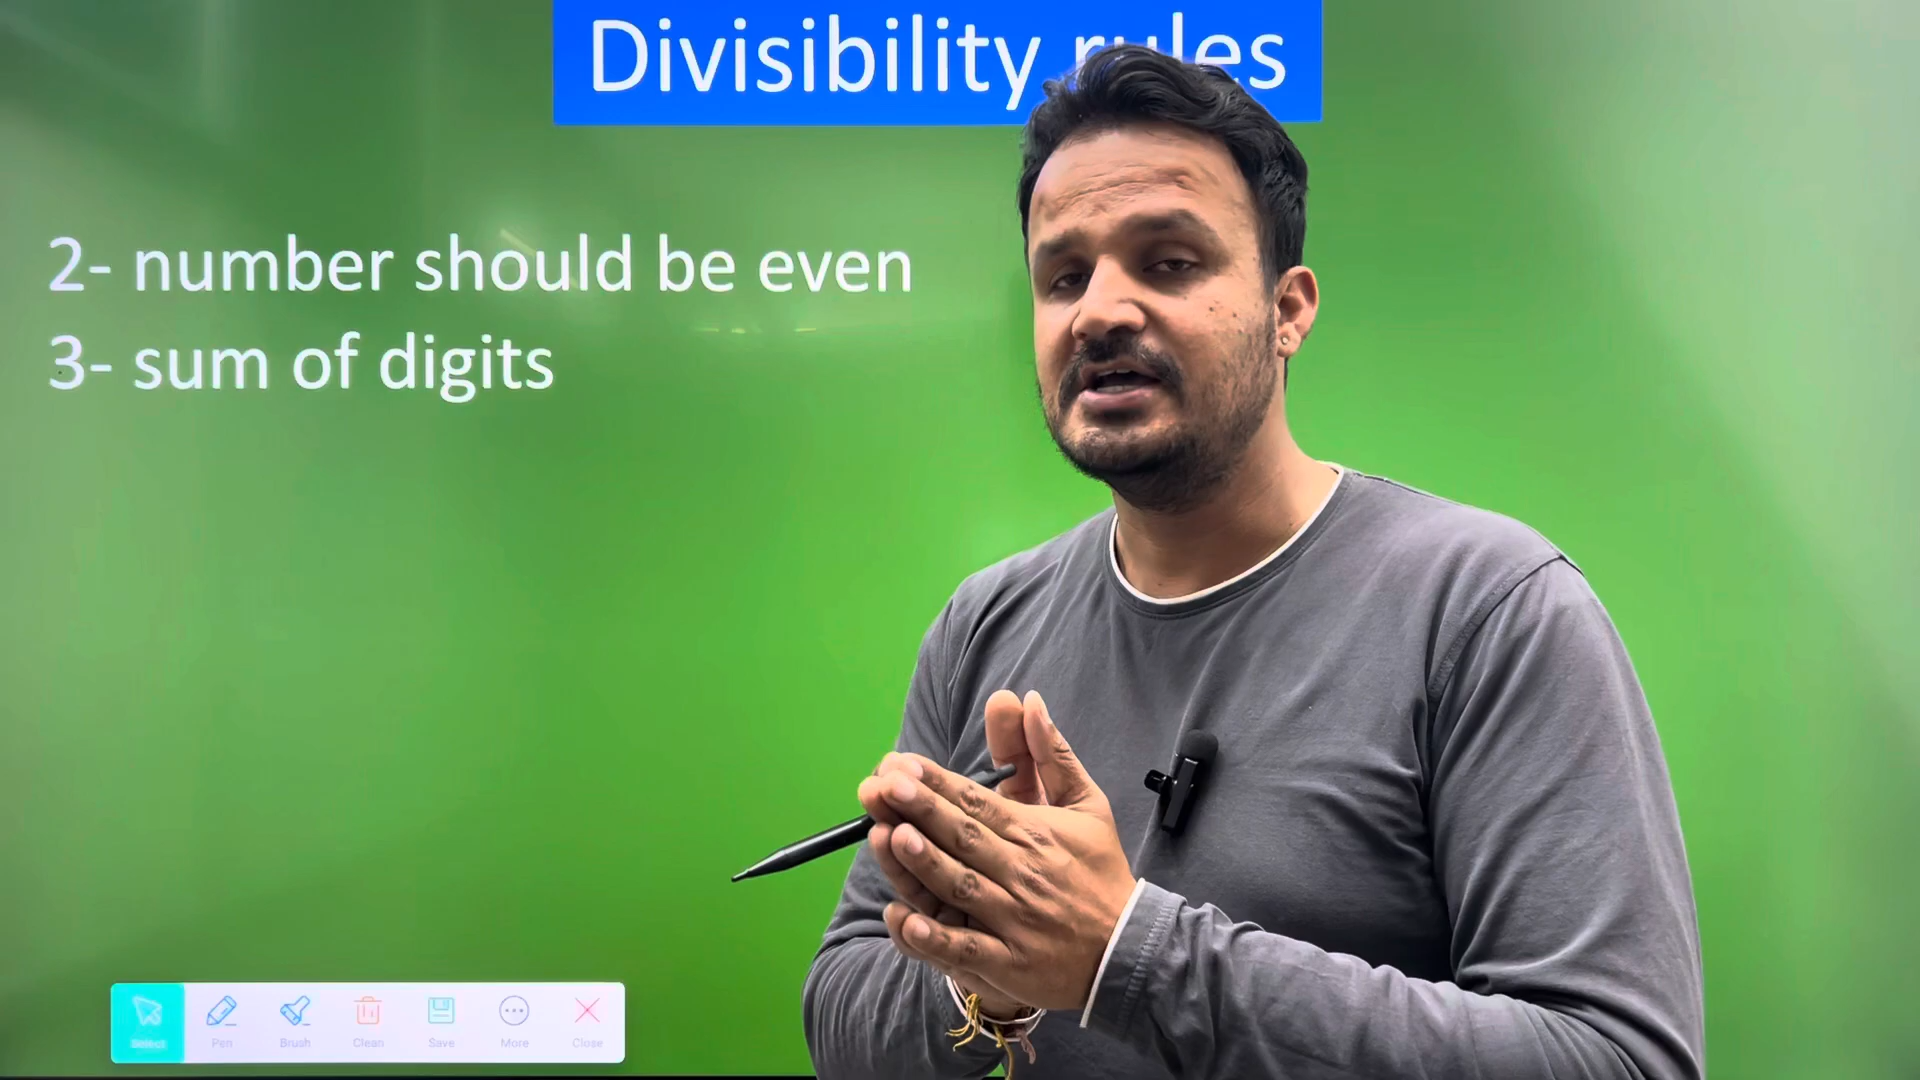 Divisibility rules
2- number should be even
3- sum of digits
Select
Pen
Brush
Clean
Save
More
Close